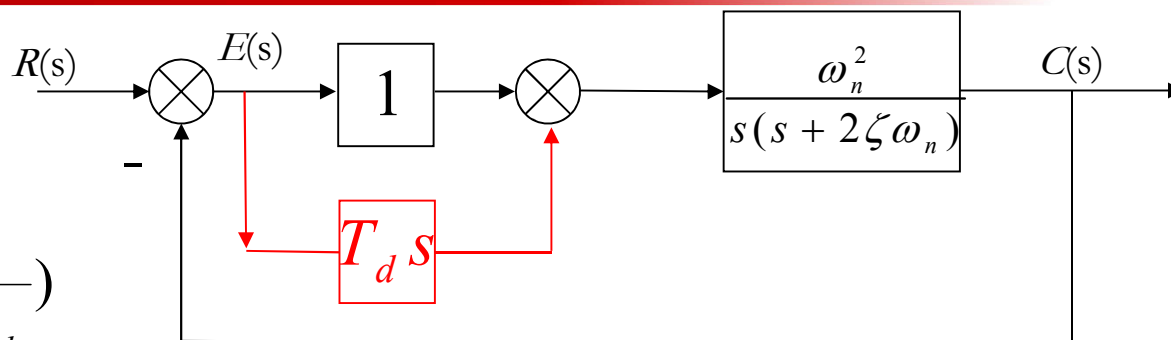 R(s)
E(s)
1
ω_n^2 / s(s + 2ζω_n)
C(s)
-
T_d s
—)